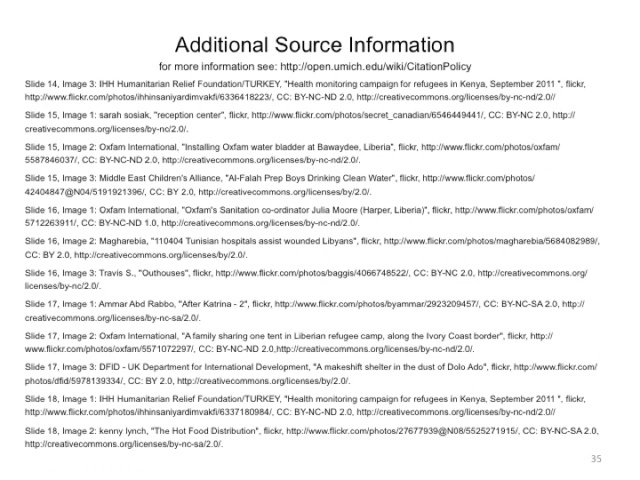 Additional Source Information
for more information see: http://open.umich.edu/wiki/CitationPolicy
Slide 14, Image 3: IHH Humanitarian Relief Foundation/TURKEY, "Health monitoring campaign for refugees in Kenya, September 2011 ", flickr,
http://www.flickr.com/photos/ihhinsaniyardimvakfi/6336418223/, CC: BY-NC-ND 2.0, http://creativecommons.org/licenses/by-nc-nd/2.0//
Slide 15, Image 1: sarah sosiak, "reception center", flickr, http://www.flickr.com/photos/secret_canadian/6546449441/, CC: BY-NC 2.0, http://
creativecommons.org/licenses/by-nc/2.0/.
Slide 15, Image 2: Oxfam International, "Installing Oxfam water bladder at Bawaydee, Liberia", flickr, http://www.flickr.com/photos/oxfam/
5587846037/, CC: BY-NC-ND 2.0, http://creativecommons.org/licenses/by-nc-nd/2.0/.
Slide 15, Image 3: Middle East Children's Alliance, "Al-Falah Prep Boys Drinking Clean Water", flickr, http://www.flickr.com/photos/
42404847@N04/5191921396/, CC: BY 2.0, http://creativecommons.org/licenses/by/2.0/.
Slide 16, Image 1: Oxfam International, "Oxfam's Sanitation co-ordinator Julia Moore (Harper, Liberia)", flickr, http://www.flickr.com/photos/oxfam/
5712263911/, CC: BY-NC-ND 1.0, http://creativecommons.org/licenses/by-nc-nd/2.0/.
Slide 16, Image 2: Magharebia, "110404 Tunisian hospitals assist wounded Libyans", flickr, http://www.flickr.com/photos/magharebia/5684082989/,
CC: BY 2.0, http://creativecommons.org/licenses/by/2.0/.
Slide 16, Image 3: Travis S., "Outhouses", flickr, http://www.flickr.com/photos/baggis/4066748522/, CC: BY-NC 2.0, http://creativecommons.org/
licenses/by-nc/2.0/.
Slide 17, Image 1: Ammar Abd Rabbo, "After Katrina - 2", flickr, http://www.flickr.com/photos/byammar/2923209457/, CC: BY-NC-SA 2.0, http://
creativecommons.org/licenses/by-nc-sa/2.0/.
Slide 17, Image 2: Oxfam International, "A family sharing one tent in Liberian refugee camp, along the Ivory Coast border", flickr, http://
www.flickr.com/photos/oxfam/5571072297/, CC: BY-NC-ND 2.0,http://creativecommons.org/licenses/by-nc-nd/2.0/.
Slide 17, Image 3: DFID - UK Department for International Development, "A makeshift shelter in the dust of Dolo Ado", flickr, http://www.flickr.com/
photos/dfid/5978139334/, CC: BY 2.0, http://creativecommons.org/licenses/by/2.0/.
Slide 18, Image 1: IHH Humanitarian Relief Foundation/TURKEY, "Health monitoring campaign for refugees in Kenya, September 2011 ", flickr,
http://www.flickr.com/photos/ihhinsaniyardimvakfi/6337180984/, CC: BY-NC-ND 2.0, http://creativecommons.org/licenses/by-nc-nd/2.0//
Slide 18, Image 2: kenny lynch, "The Hot Food Distribution", flickr, http://www.flickr.com/photos/27677939@N08/5525271915/, CC: BY-NC-SA 2.0,
http://creativecommons.org/licenses/by-nc-sa/2.0/.
35